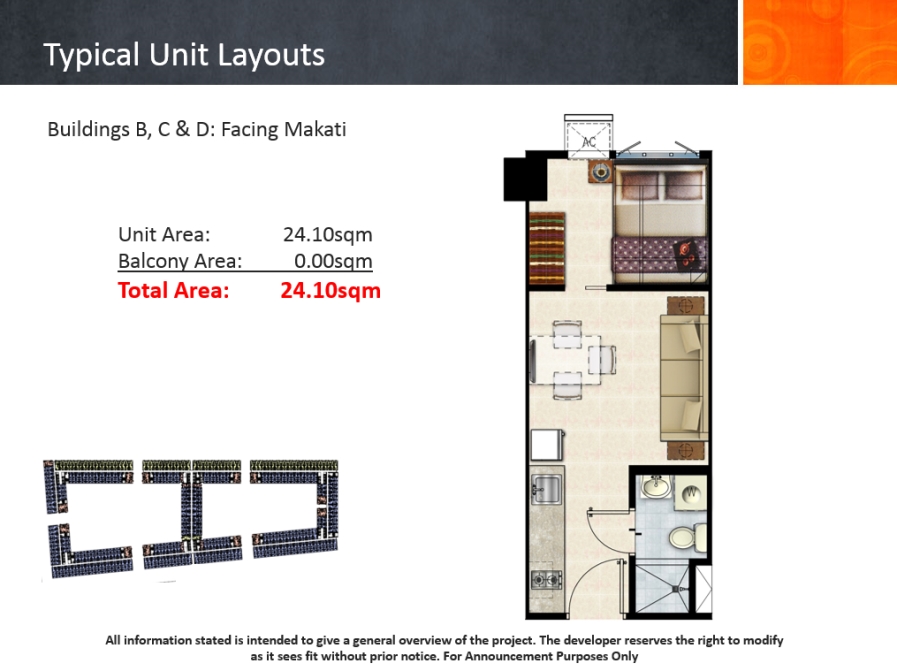 Typical Unit Layouts
Buildings B, C & D: Facing Makati
Unit Area: 24.10sqm
Balcony Area: 0.00sqm
Total Area: 24.10sqm
AC
W
All information stated is intended to give a general overview of the project. The developer reserves the right to modify
as it sees fit without prior notice. For Announcement Purposes Only